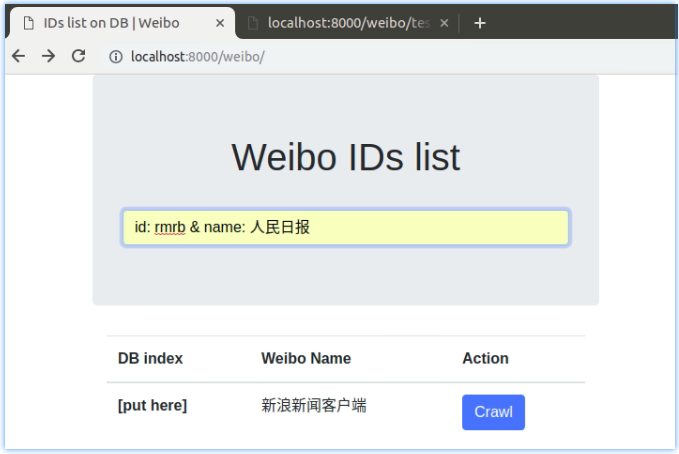 IDs list on DB | Weibo
localhost:8000/weibo/tes
localhost:8000/weibo/
Weibo IDs list
id: rmrb & name: 人民日报
DB index Weibo Name Action
[put here] 新浪新闻客户端 Crawl